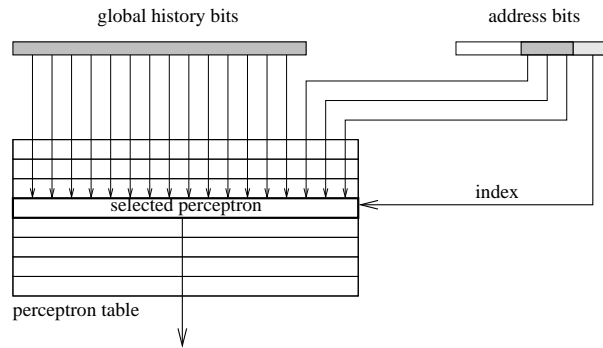 global history bits
address bits
selected perceptron
index
perceptron table